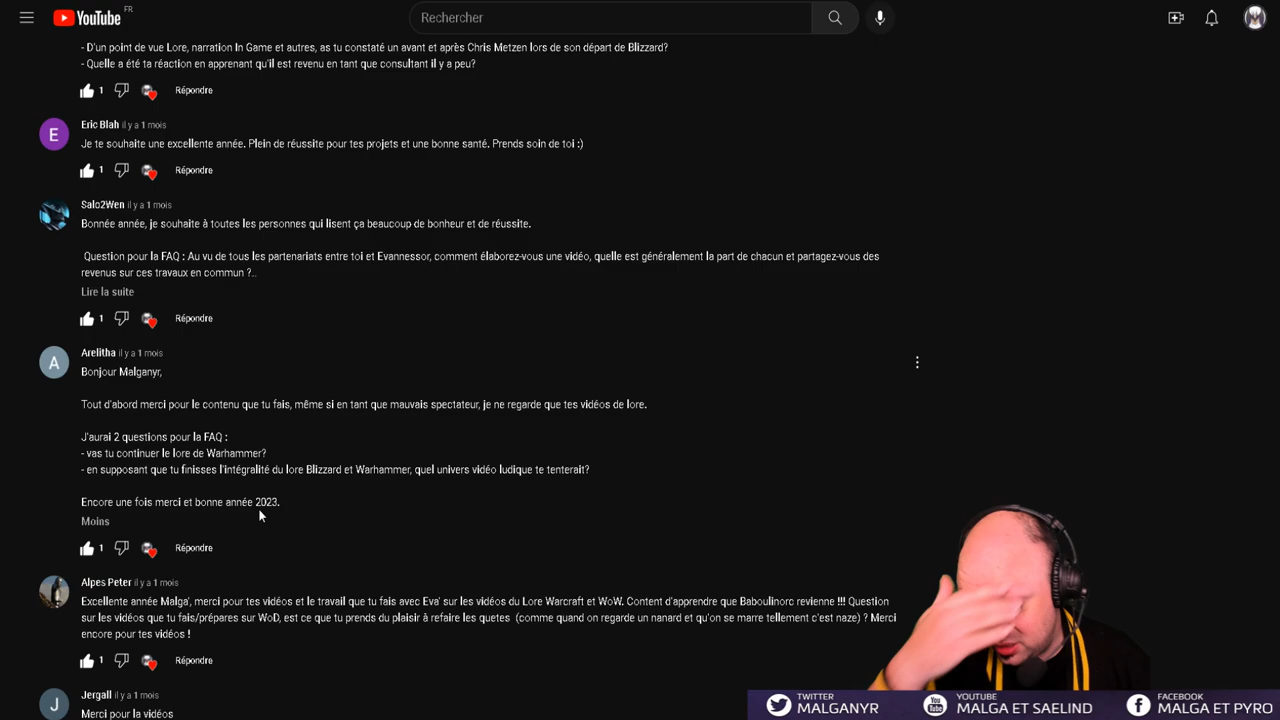 YouTube FR
Rechercher
- D'un point de vue Lore, narration In Game et autres, as tu constaté un avant et après Chris Metzen lors de son départ de Blizzard?
- Quelle a été ta réaction en apprenant qu'il est revenu en tant que consultant il y a peu?
1 Répondre
E
Eric Blah il y a 1 mois
Je te souhaite une excellente année. Plein de réussite pour tes projets et une bonne santé. Prends soin de toi :)
1 Répondre
Salo2Wen il y a 1 mois
Bonnée année, je souhaite à toutes les personnes qui lisent ça beaucoup de bonheur et de réussite.
Question pour la FAQ : Au vu de tous les partenariats entre toi et Evannessor, comment élaborez-vous une vidéo, quelle est généralement la part de chacun et partagez-vous des
revenus sur ces travaux en commun ?..
Lire la suite
1 Répondre
A
Arelitha il y a 1 mois
Bonjour Malganyr,
Tout d'abord merci pour le contenu que tu fais, même si en tant que mauvais spectateur, je ne regarde que tes vidéos de lore.
J'aurai 2 questions pour la FAQ :
- vas tu continuer le lore de Warhammer?
- en supposant que tu finisses l'intégralité du lore Blizzard et Warhammer, quel univers vidéo ludique te tenterait?
Encore une fois merci et bonne année 2023.
Moins
1 Répondre
Alpes Peter il y a 1 mois
Excellente année Malga', merci pour tes vidéos et le travail que tu fais avec Eva' sur les vidéos du Lore Warcraft et WoW. Content d'apprendre que Baboulinorc revienne !!! Question
sur les vidéos que tu fais/prépares sur WoD, est ce que tu prends du plaisir à refaire les quetes (comme quand on regarde un nanard et qu'on se marre tellement c'est naze) ? Merci
encore pour tes vidéos !
1 Répondre
J
Jergall il y a 1 mois
Merci pour la vidéos
TWITTER
MALGANYR
You Tube
YOUTUBE
MALGA ET SAELIND
FACEBOOK
MALGA ET PYRO